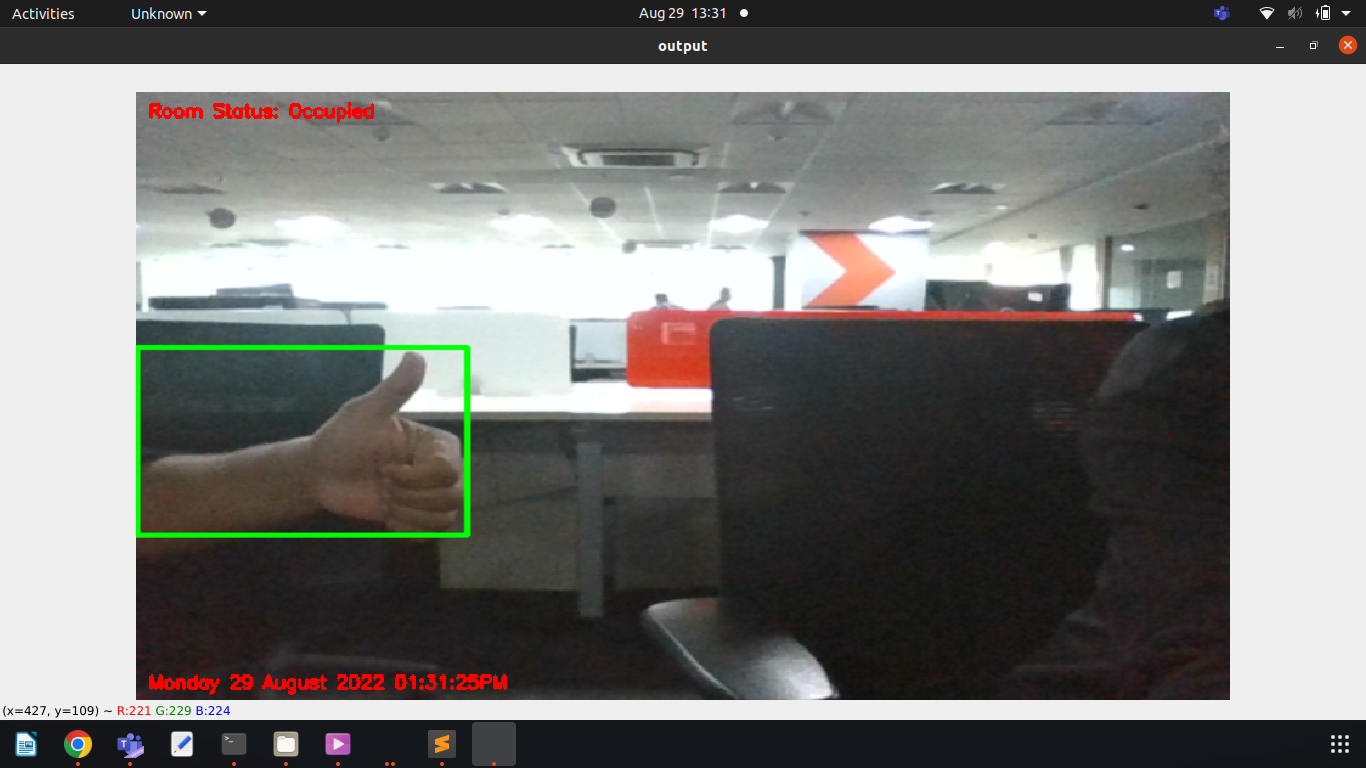 Activities
Unknown
Aug 29 13:31
output
Room Status: Occupied
Monday 29 August 2022 01:31:25PM
(x=427, y=109) ~ R:221 G:229 B:224